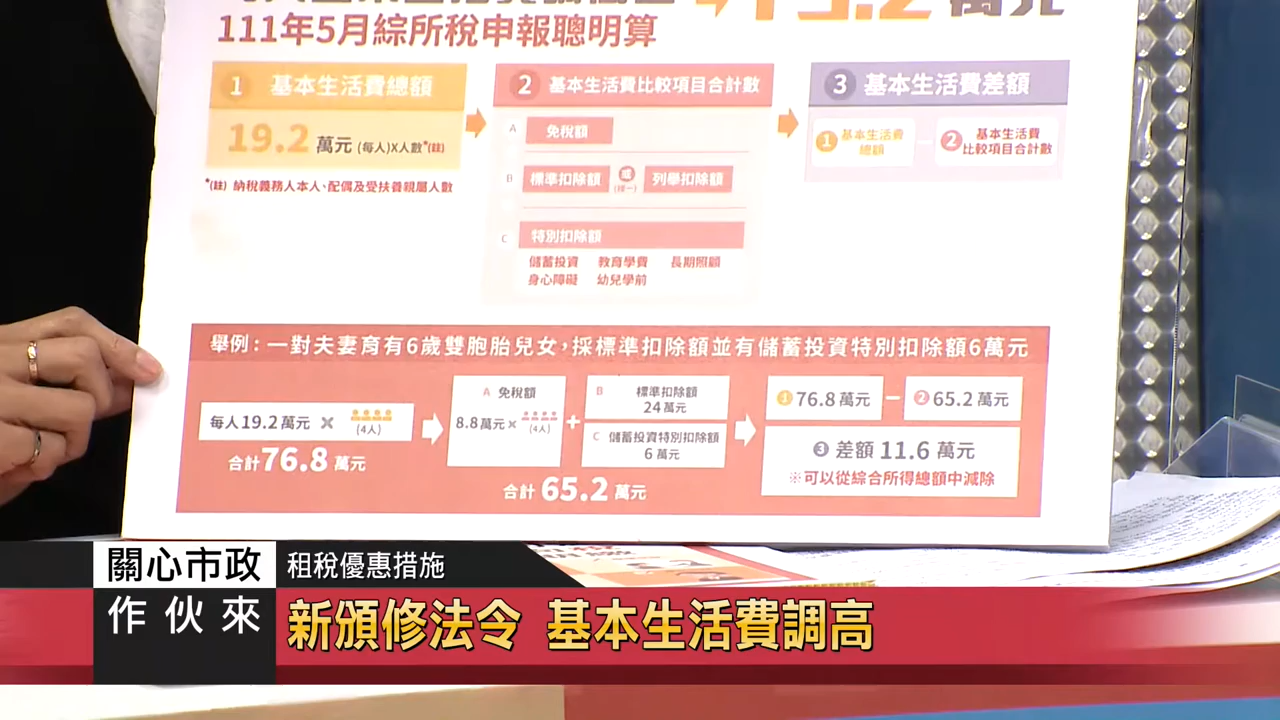 萬元
111年5月綜所稅申報聰明算
1 基本生活費總額
19.2 萬元 (每人)X人數*(註)
*(註) 納稅義務人本人、配偶及受扶養親屬人數
2 基本生活費比較項目合計數
A 免稅額
B 標準扣除額 或 (擇一) 列舉扣除額
C 特別扣除額
儲蓄投資 教育學費 長期照顧
身心障礙 幼兒學前
3 基本生活費差額
1 基本生活費總額 － 2 基本生活費比較項目合計數
舉例：一對夫妻育有6歲雙胞胎兒女，採標準扣除額並有儲蓄投資特別扣除額6萬元
每人19.2萬元 × (4人)
合計76.8 萬元
A 免稅額
8.8萬元× (4人)
+
B 標準扣除額
24萬元
C 儲蓄投資特別扣除額
6萬元
合計 65.2 萬元
1 76.8萬元 － 2 65.2萬元
3 差額 11.6 萬元
※可以從綜合所得總額中減除
關心市政
作伙來
租稅優惠措施
新頒修法令 基本生活費調高